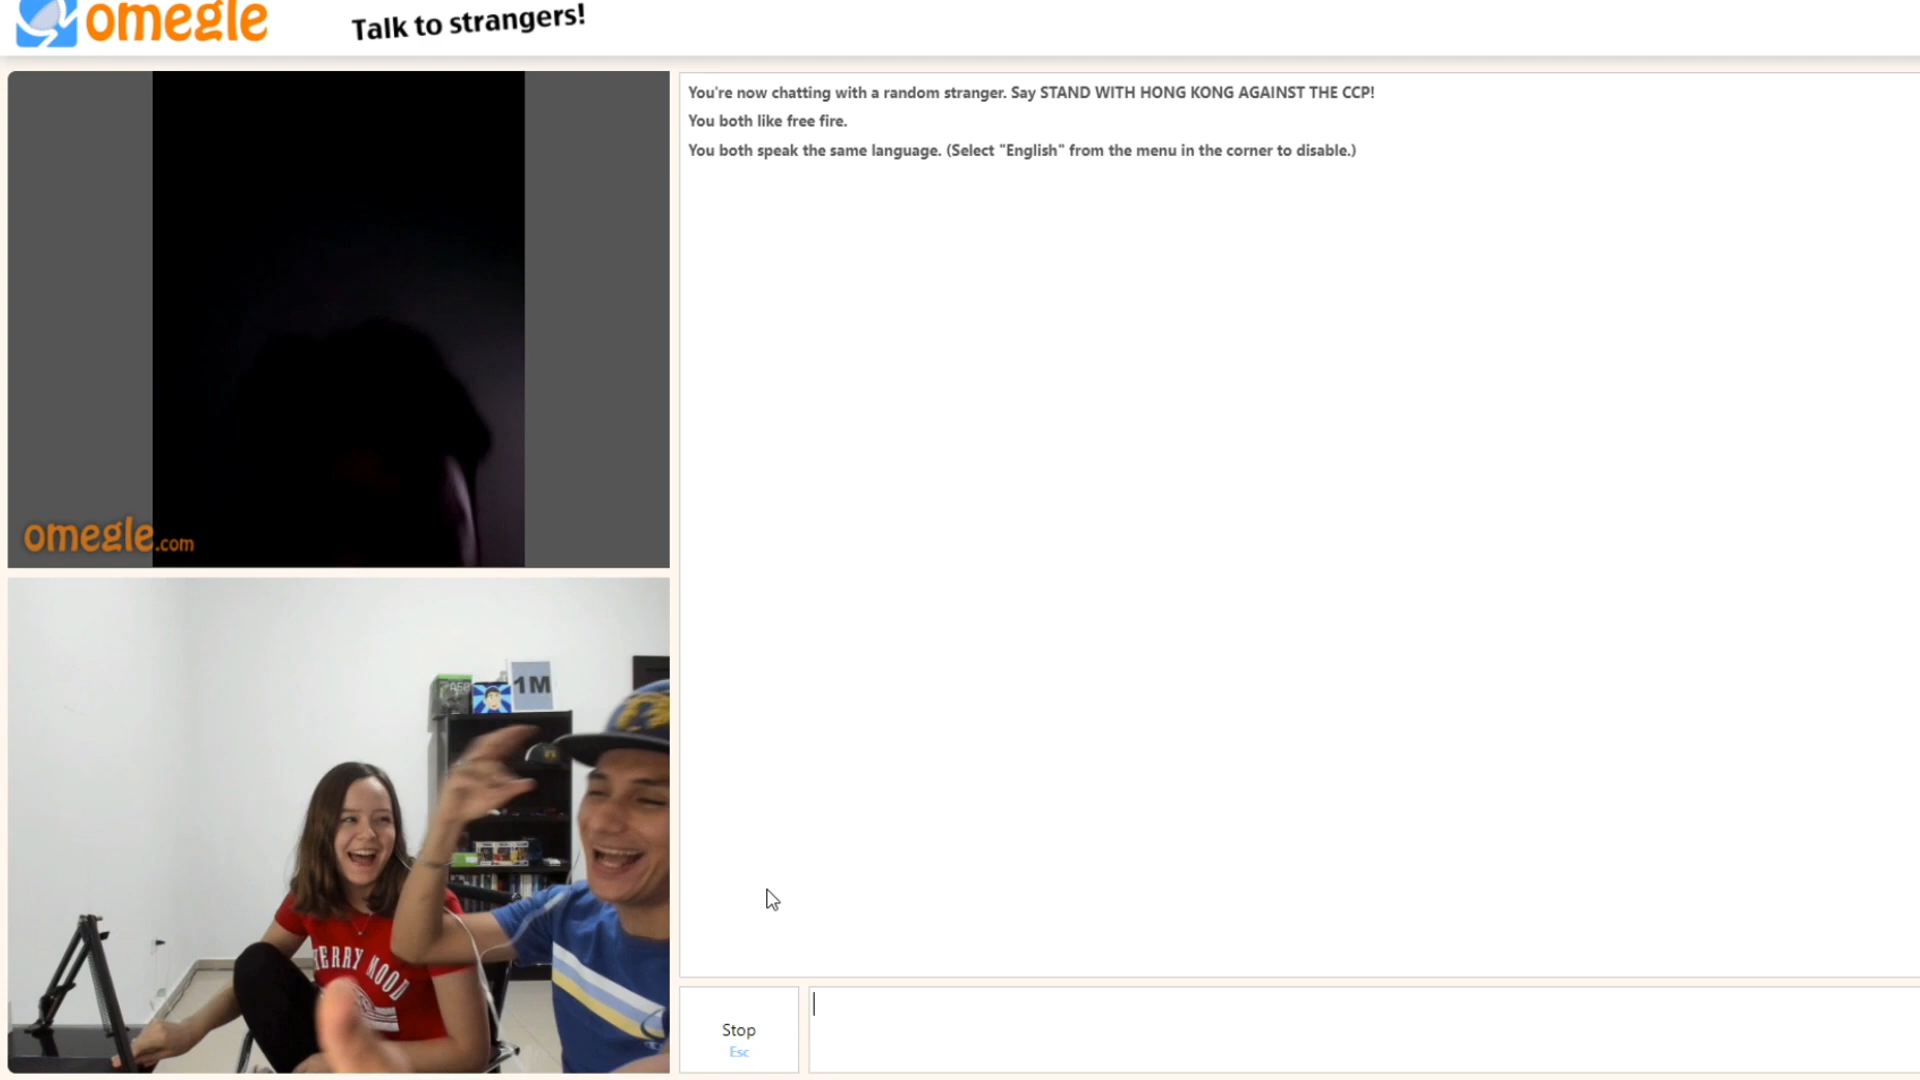 omegle
Talk to strangers!
You're now chatting with a random stranger. Say STAND WITH HONG KONG AGAINST THE CCP!
You both like free fire.
You both speak the same language. (Select "English" from the menu in the corner to disable.)
omegle.com
1M
MOOD
Stop
Esc